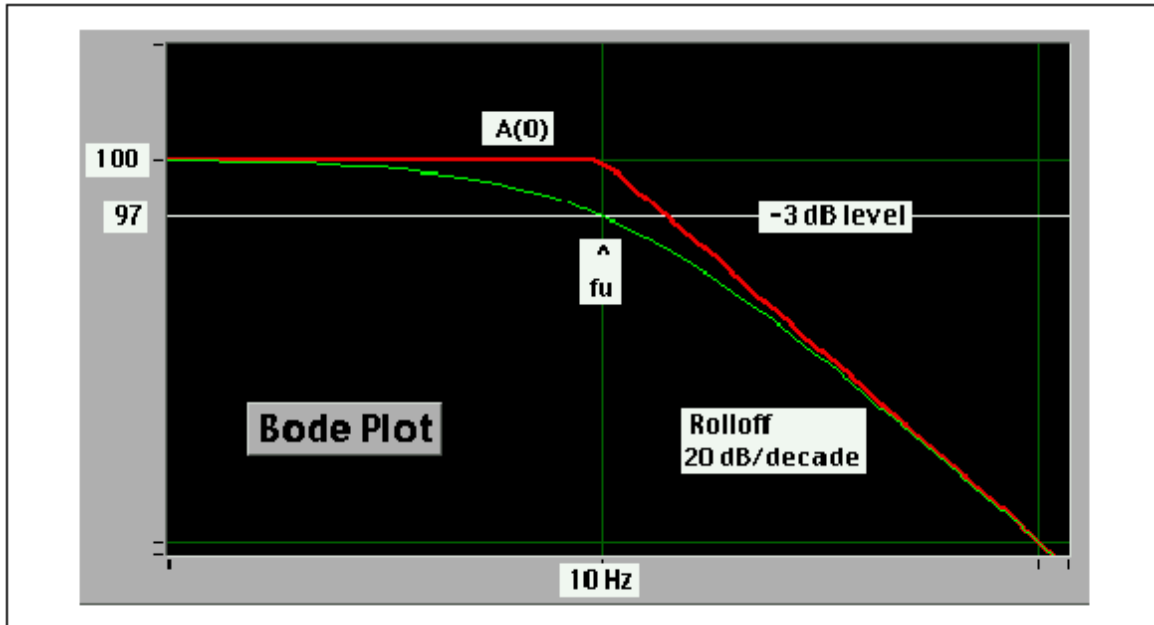 A(0)
100
97
-3 dB level
^
fu
Bode Plot
Rolloff
20 dB/decade
10 Hz